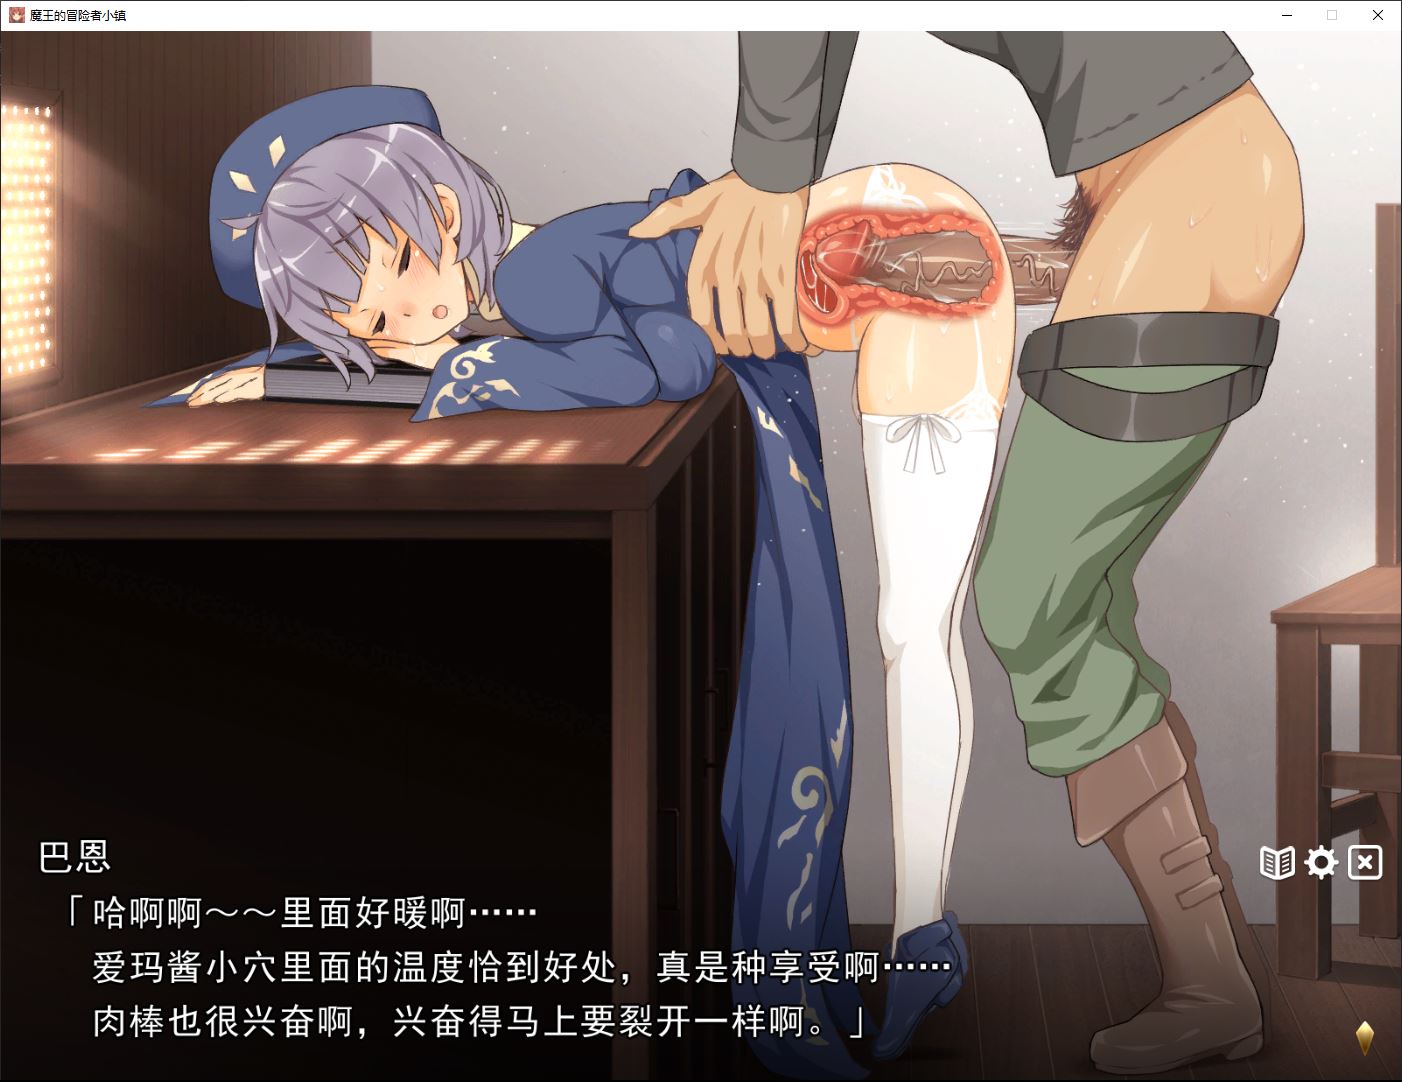 魔王的冒险者小镇
巴恩
「哈啊啊～～里面好暖啊……
爱玛酱小穴里面的温度恰到好处，真是种享受啊……
肉棒也很兴奋啊，兴奋得马上要裂开一样啊。」